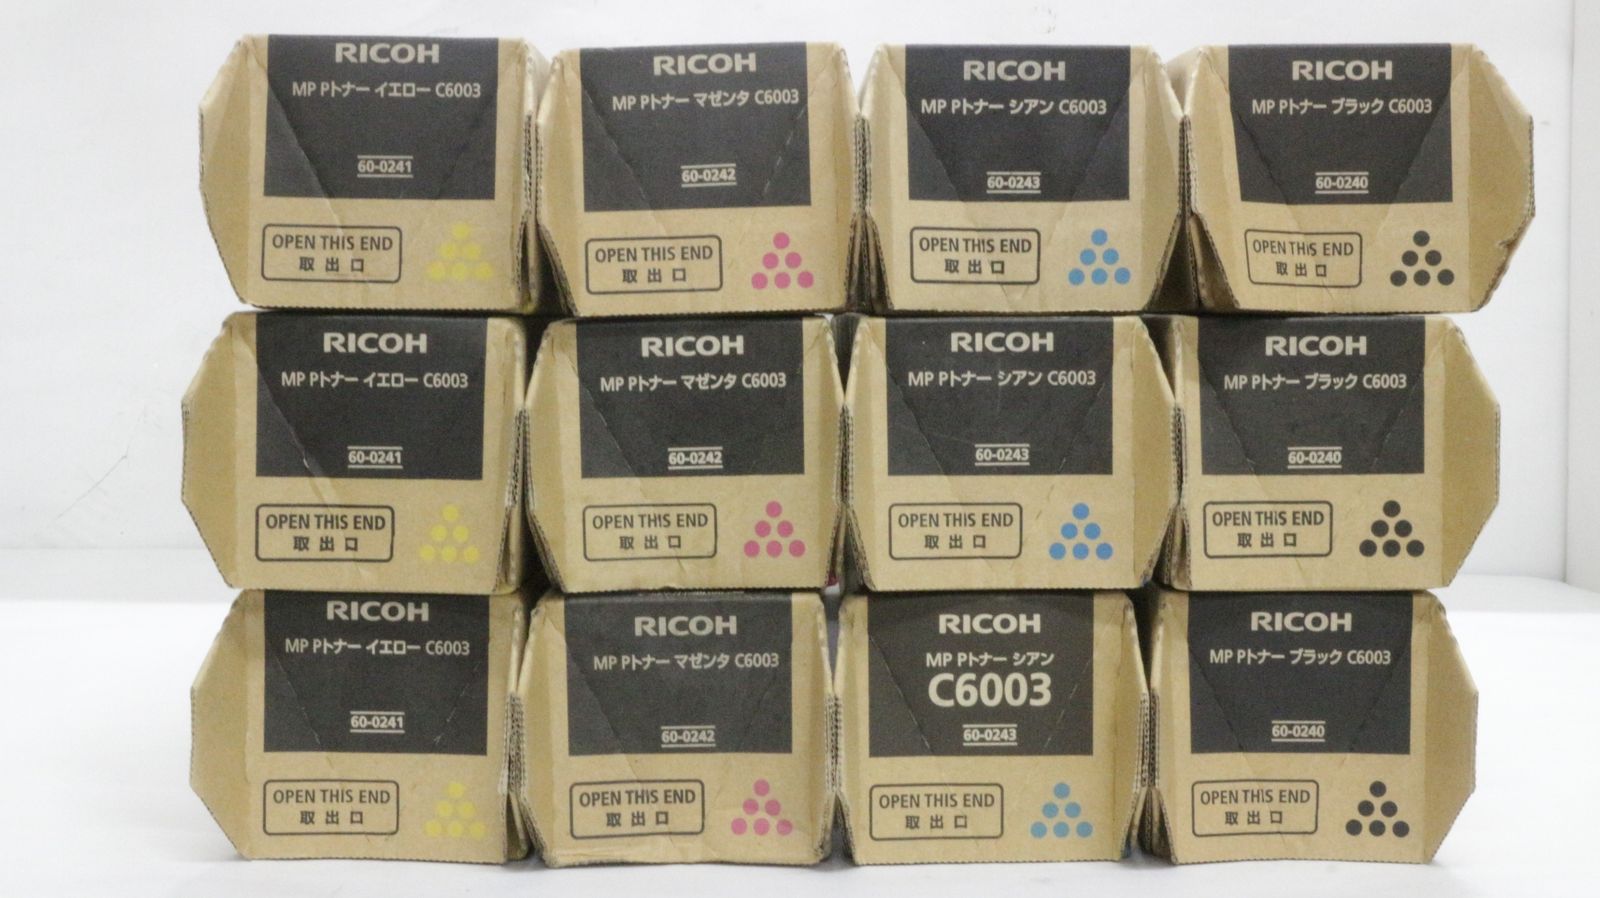 RICOH
MP Pトナー イエロー C6003
60-0241
OPEN THIS END
取出口
RICOH
MP Pトナー マゼンタ C6003
60-0242
OPEN THIS END
取出口
RICOH
MP Pトナー シアン C6003
60-0243
OPEN THIS END
取出口
RICOH
MP Pトナー ブラック C6003
60-0240
OPEN THIS END
取出口
RICOH
MP Pトナー イエロー C6003
60-0241
OPEN THIS END
取出口
RICOH
MP Pトナー マゼンタ C6003
60-0242
OPEN THIS END
取出口
RICOH
MP Pトナー シアン C6003
60-0243
OPEN THIS END
取出口
RICOH
MP Pトナー ブラック C6003
60-0240
OPEN THIS END
取出口
RICOH
MP Pトナー イエロー C6003
60-0241
OPEN THIS END
取出口
RICOH
MP Pトナー マゼンタ C6003
60-0242
OPEN THIS END
取出口
RICOH
MP Pトナー シアン
C6003
60-0243
OPEN THIS END
取出口
RICOH
MP Pトナー ブラック C6003
60-0240
OPEN THIS END
取出口